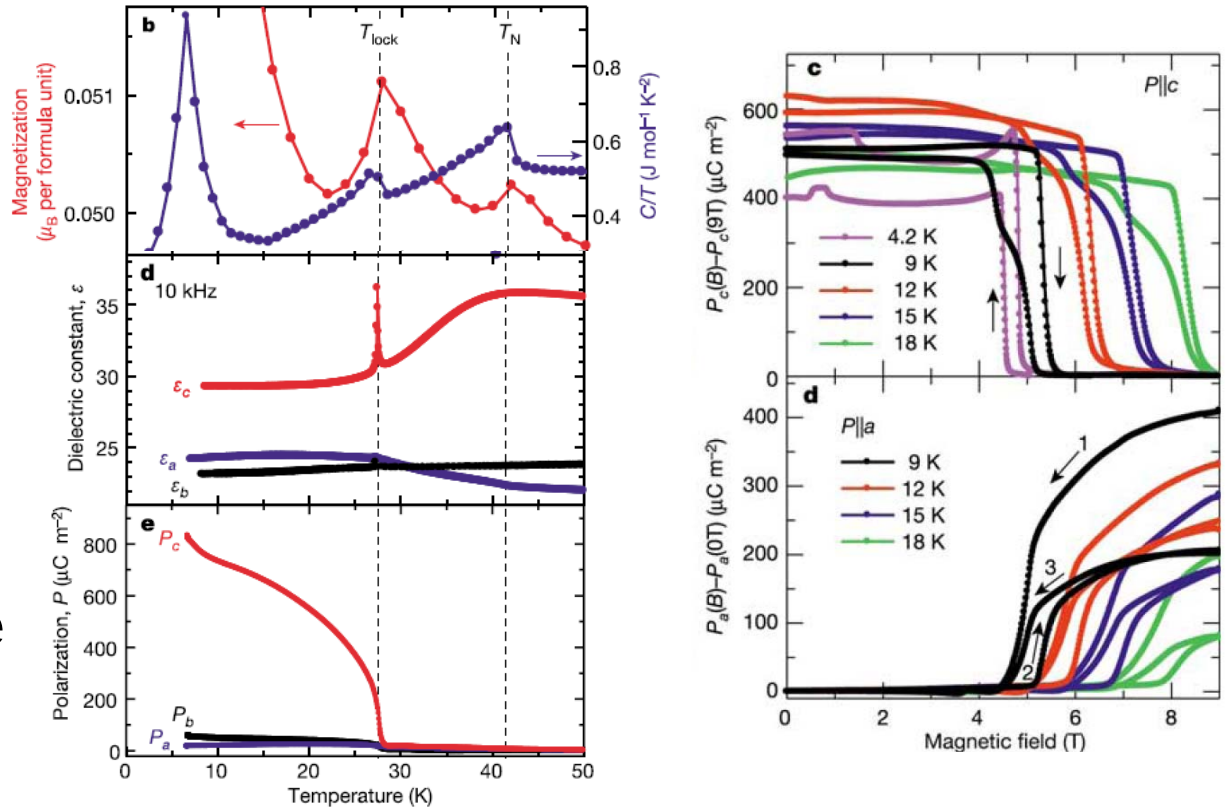 b
T_lock
T_N
Magnetization
(μ_B per formula unit)
0.051
0.050
0.8
0.6
0.4
C/T (J mol⁻¹ K⁻²)
d
10 kHz
Dielectric constant, ε
35
30
25
ε_c
ε_a
ε_b
e
Polarization, P (μC m⁻²)
800
600
400
200
0
P_c
P_b
P_a
0 10 20 30 40 50
Temperature (K)
e
c
P||c
P_c(B)–P_c(9T) (μC m⁻²)
600
400
200
0
4.2 K
9 K
12 K
15 K
18 K
d
P||a
P_a(B)–P_a(0T) (μC m⁻²)
400
300
200
100
0
9 K
12 K
15 K
18 K
1
3
2
0 2 4 6 8
Magnetic field (T)